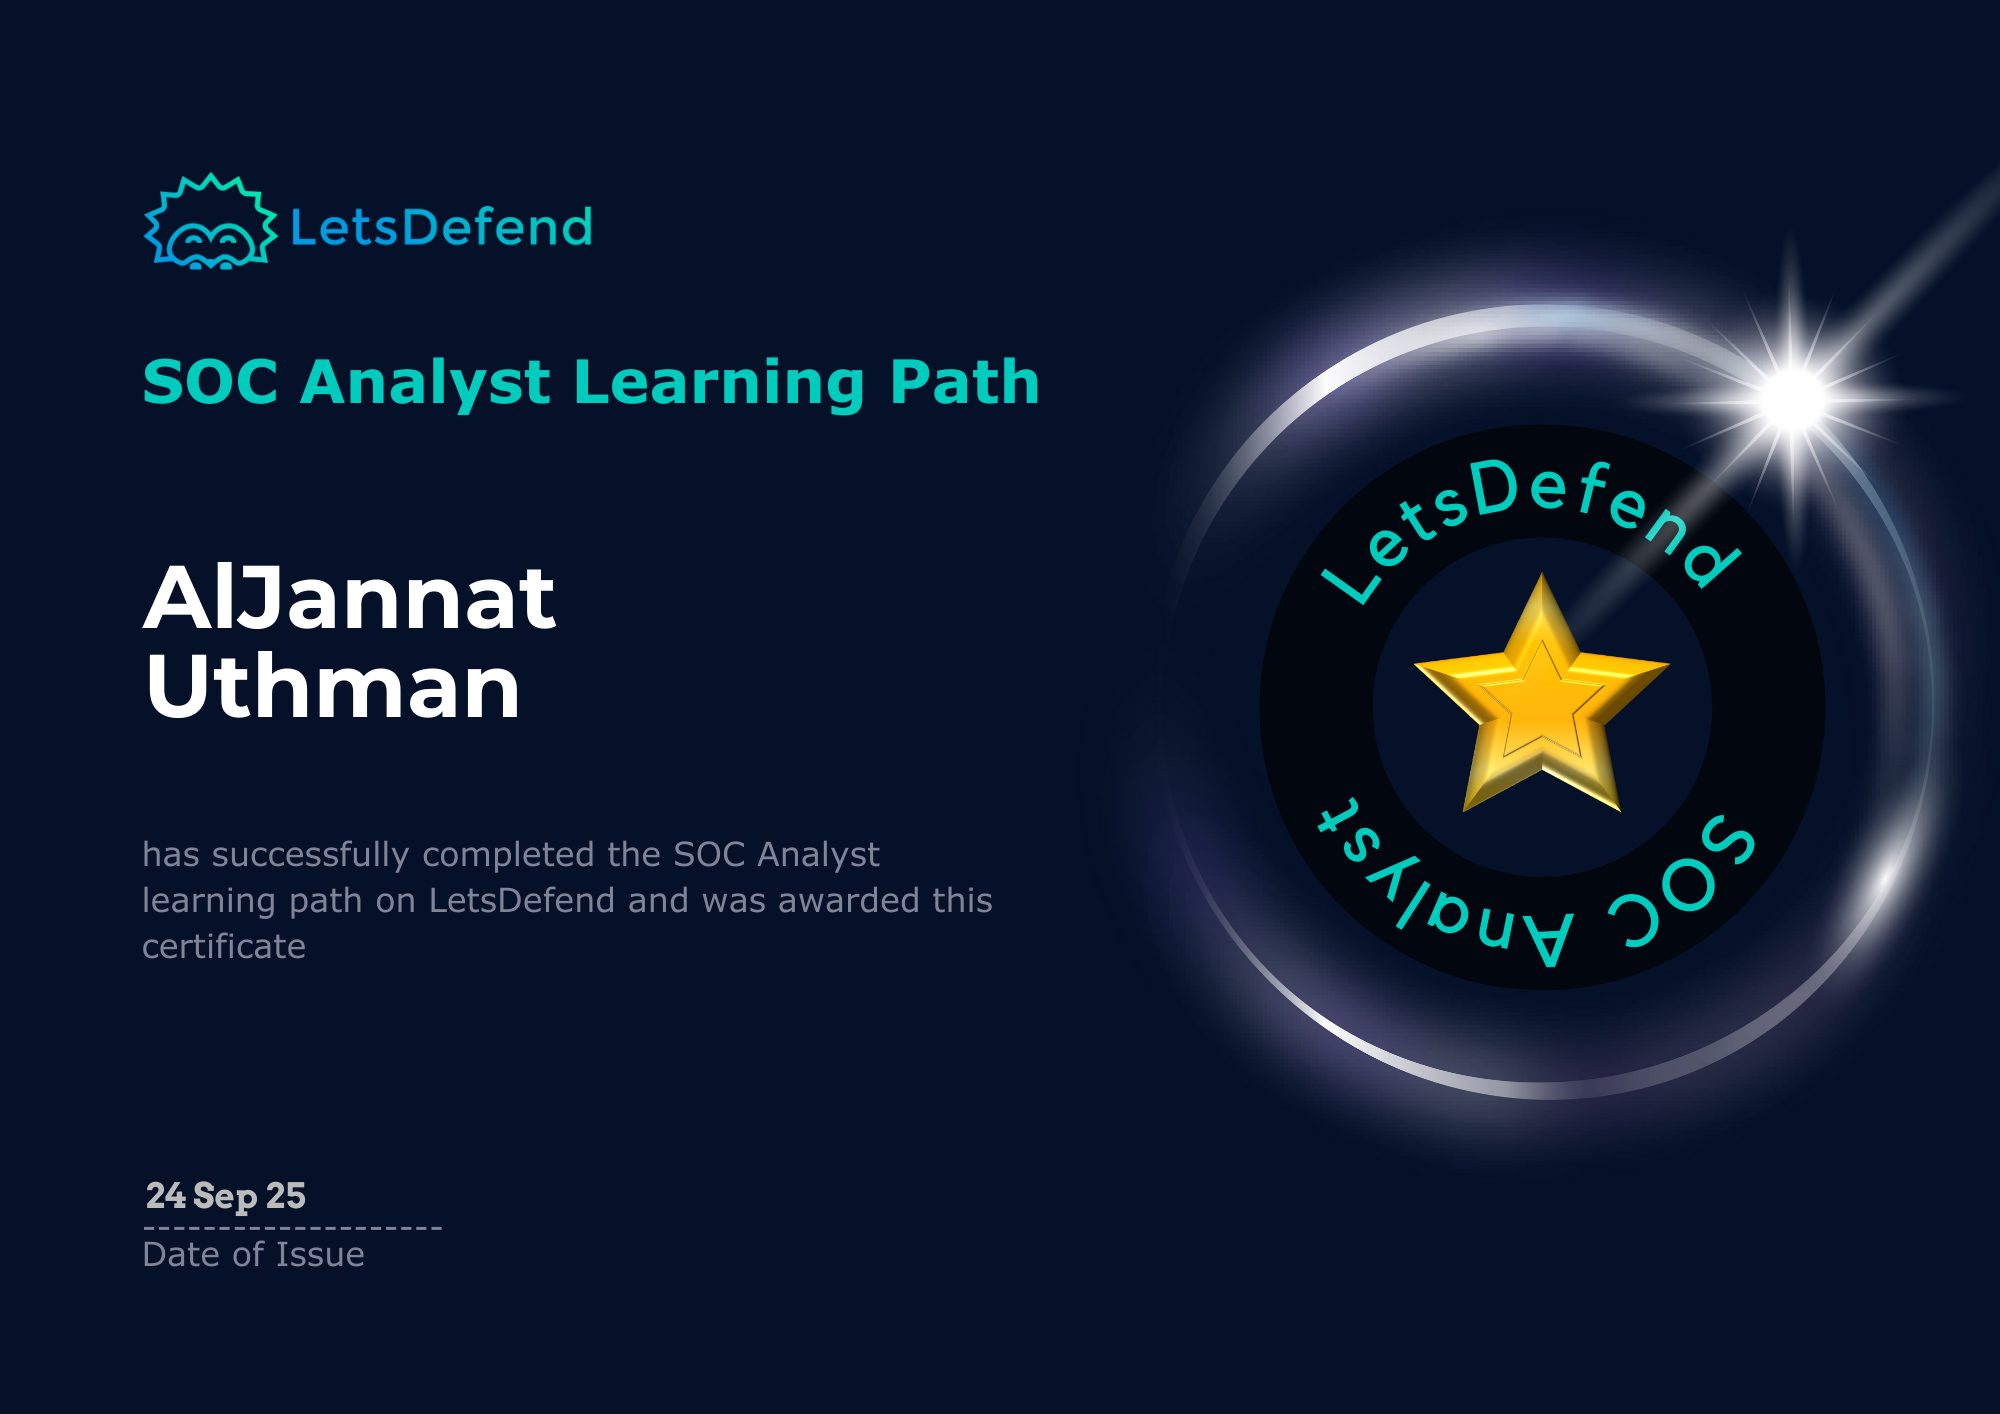 LetsDefend
SOC Analyst Learning Path
AlJannat
Uthman
has successfully completed the SOC Analyst
learning path on LetsDefend and was awarded this
certificate
24 Sep 25
--------------------
Date of Issue
LetsDefend
SOC Analyst